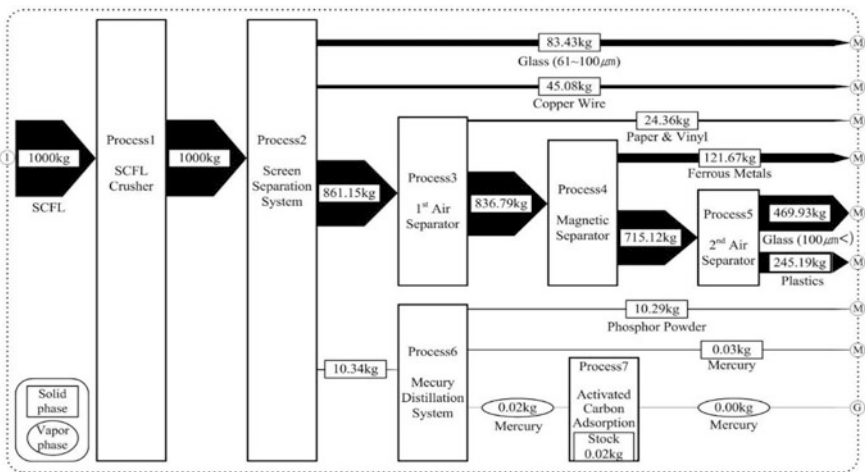 83.43kg
Glass (61~100㎛)
45.08kg
Copper Wire
24.36kg
Paper & Vinyl
Process1
SCFL
Crusher
Process2
Screen
Separation
System
1
1000kg
SCFL
1000kg
861.15kg
Process3
1st Air
Separator
836.79kg
Process4
Magnetic
Separator
121.67kg
Ferrous Metals
715.12kg
Process5
2nd Air
Separator
469.93kg
Glass (100㎛<)
245.19kg
Plastics
10.34kg
Process6
Mecury
Distillation
System
10.29kg
Phosphor Powder
0.03kg
Mercury
0.02kg
Mercury
Process7
Activated
Carbon
Adsorption
Stock
0.02kg
0.00kg
Mercury
M
M
M
M
M
M
M
M
G
Solid
phase
Vapor
phase